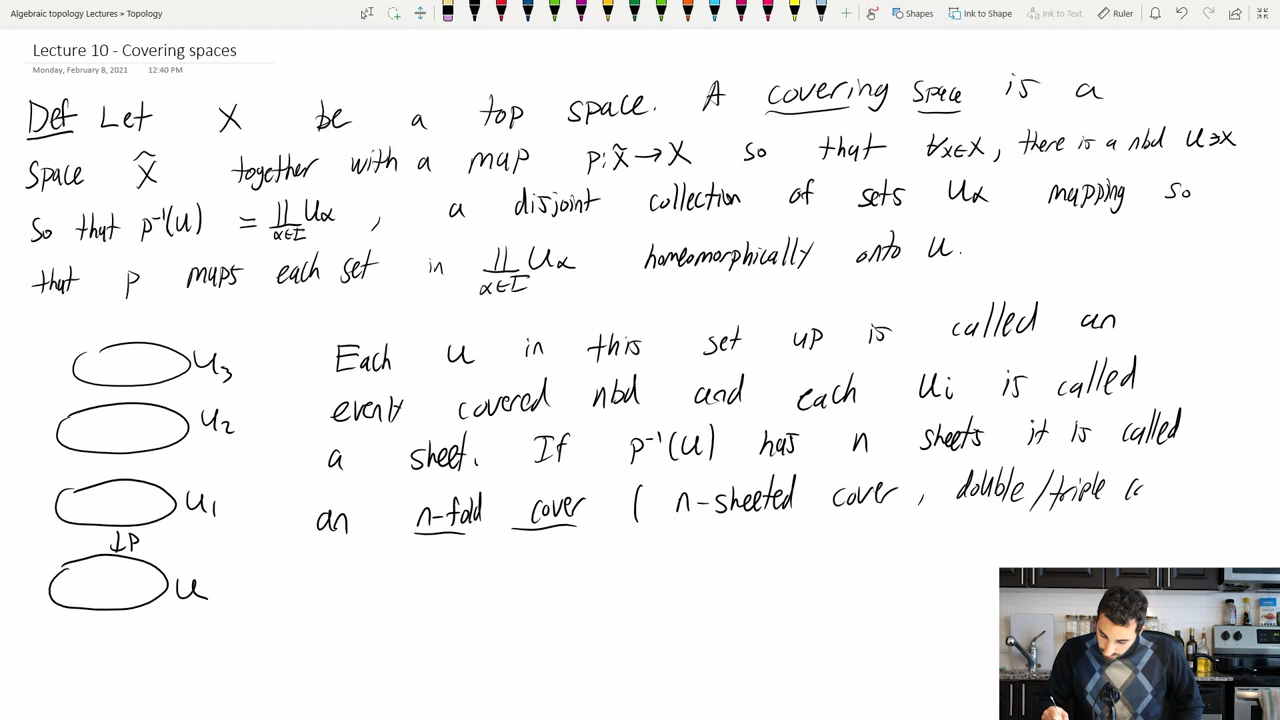 Algebraic topology Lectures - Topology
Shapes
Ink to Shape
Ink to Text
Ruler
Lecture 10 - Covering spaces
Monday, February 8, 2021 12:40 PM
Def Let X be a top space. A covering space is a
space X̃ together with a map p: X̃ → X so that ∀x∈X, there is a nbd U∋x
so that p⁻¹(U) = ∐_{α∈I} Uα, a disjoint collection of sets Uα mapping so
that p maps each set in ∐_{α∈I} Uα homeomorphically onto U.
Each U in this set up is called an
evenly covered nbd and each Ui is called
a sheet. If p⁻¹(U) has n sheets it is called
an n-fold cover ( n-sheeted cover, double/triple c
U3
U2
U1
↓P
U